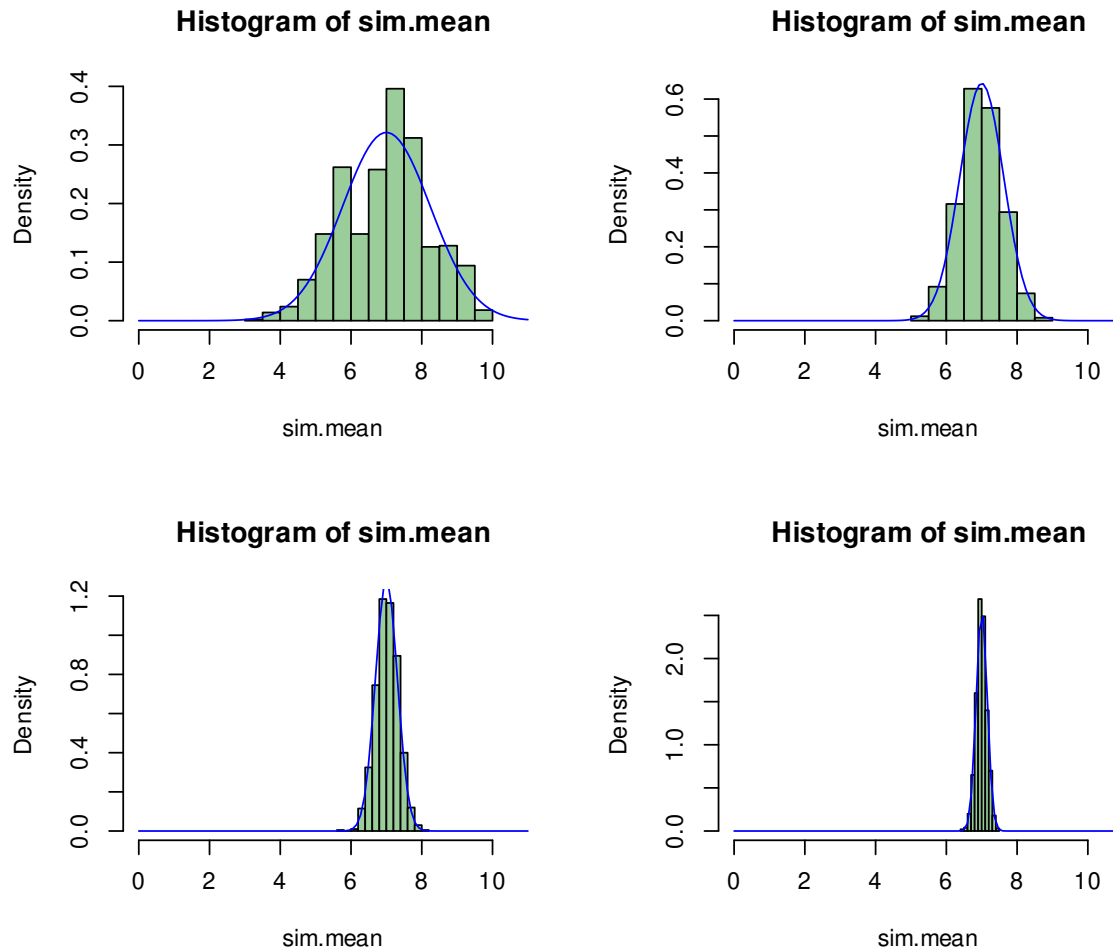 Histogram of sim.mean
Density
0.0 0.1 0.2 0.3 0.4
0 2 4 6 8 10
sim.mean
Histogram of sim.mean
Density
0.0 0.2 0.4 0.6
0 2 4 6 8 10
sim.mean
Histogram of sim.mean
Density
0.0 0.4 0.8 1.2
0 2 4 6 8 10
sim.mean
Histogram of sim.mean
Density
0.0 1.0 2.0
0 2 4 6 8 10
sim.mean